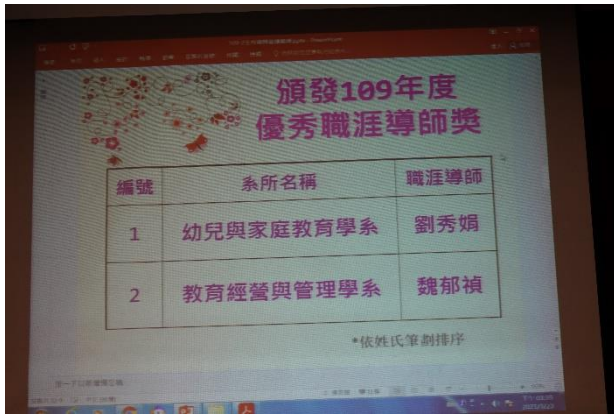 頒發109年度
優秀職涯導師獎
編號 系所名稱 職涯導師
1 幼兒與家庭教育學系 劉秀娟
2 教育經營與管理學系 魏郁禎
*依姓氏筆劃排序